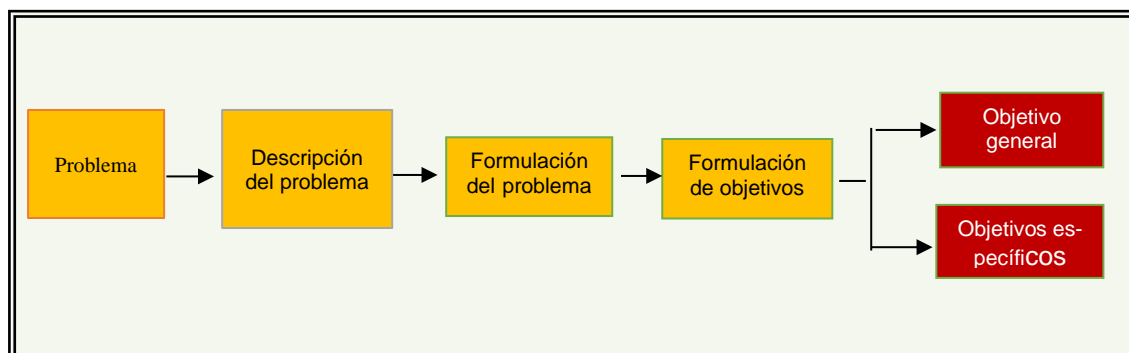 Problema
Descripción
del problema
Formulación
del problema
Formulación
de objetivos
Objetivo
general
Objetivos es-
pecíficos